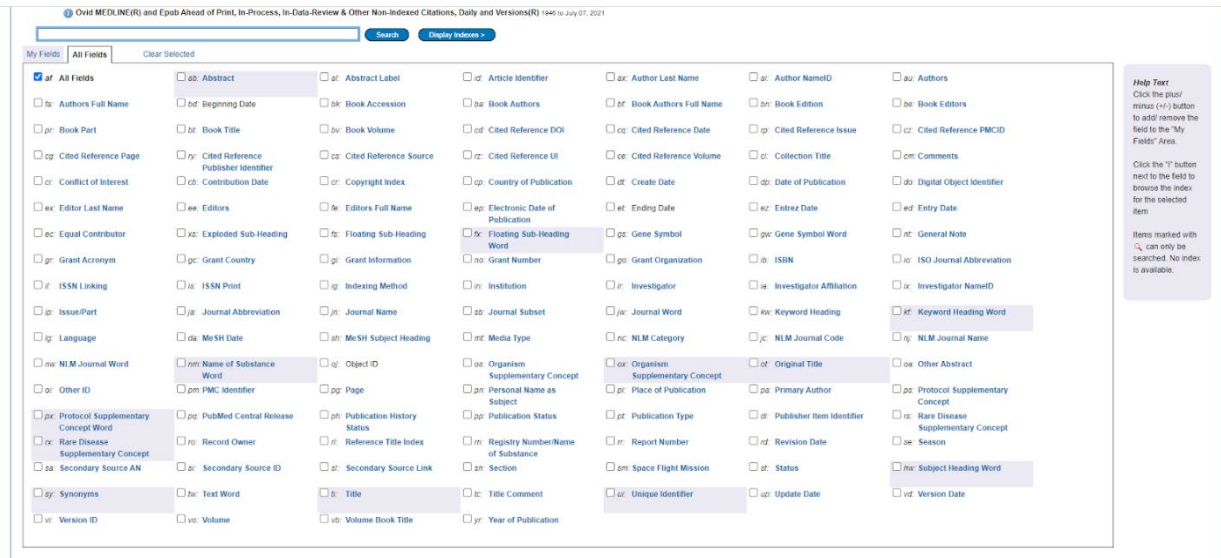 Ovid MEDLINE(R) and Epub Ahead of Print, In-Process, In-Data-Review & Other Non-Indexed Citations, Daily and Versions(R) 1946 to July 07, 2021
Search Display Indexes >
My Fields All Fields Clear Selected
af All Fields ab: Abstract al: Abstract Label id: Article Identifier ax: Author Last Name ai: Author NameID au: Authors
fa: Authors Full Name bd: Beginning Date bk: Book Accession ba: Book Authors bf: Book Authors Full Name bn: Book Edition be: Book Editors
pr: Book Part bt: Book Title bv: Book Volume cd: Cited Reference DOI cq: Cited Reference Date rp: Cited Reference Issue cz: Cited Reference PMCID
cg: Cited Reference Page ry: Cited Reference Publisher Identifier cs: Cited Reference Source rz: Cited Reference UI ce: Cited Reference Volume cl: Collection Title cm: Comments
ci: Conflict of Interest cb: Contribution Date cr: Copyright Index cp: Country of Publication dt: Create Date dp: Date of Publication do: Digital Object Identifier
ex: Editor Last Name ee: Editors fe: Editors Full Name ep: Electronic Date of Publication et: Ending Date ez: Entrez Date ed: Entry Date
ec: Equal Contributor xs: Exploded Sub-Heading fs: Floating Sub-Heading fx: Floating Sub-Heading Word gs: Gene Symbol gw: Gene Symbol Word nt: General Note
gr: Grant Acronym gc: Grant Country gi: Grant Information no: Grant Number go: Grant Organization ib: ISBN io: ISO Journal Abbreviation
il: ISSN Linking is: ISSN Print ig: Indexing Method in: Institution ir: Investigator ia: Investigator Affiliation ix: Investigator NameID
ip: Issue/Part ja: Journal Abbreviation jn: Journal Name sb: Journal Subset jw: Journal Word kw: Keyword Heading kf: Keyword Heading Word
lg: Language da: MeSH Date sh: MeSH Subject Heading mt: Media Type nc: NLM Category jc: NLM Journal Code nj: NLM Journal Name
nw: NLM Journal Word nm: Name of Substance Word oj: Object ID os: Organism Supplementary Concept ox: Organism Supplementary Concept ot: Original Title oa: Other Abstract
oi: Other ID pm: PMC Identifier pg: Page pn: Personal Name as Subject pl: Place of Publication pa: Primary Author ps: Protocol Supplementary Concept
px: Protocol Supplementary Concept Word pq: PubMed Central Release ph: Publication History Status pp: Publication Status pt: Publication Type di: Publisher Item Identifier rs: Rare Disease Supplementary Concept
rx: Rare Disease Supplementary Concept ro: Record Owner ri: Reference Title Index rn: Registry Number/Name of Substance rr: Report Number rd: Revision Date se: Season
sa: Secondary Source AN si: Secondary Source ID sl: Secondary Source Link sn: Section sm: Space Flight Mission st: Status hw: Subject Heading Word
sy: Synonyms tw: Text Word ti: Title tc: Title Comment ui: Unique Identifier up: Update Date vd: Version Date
vi: Version ID vo: Volume vb: Volume Book Title yr: Year of Publication
Help Text
Click the plus/
minus (+/-) button
to add/ remove the
field to the "My
Fields" Area.
Click the "i" button
next to the field to
browse the index
for the selected
item
Items marked with
can only be
searched. No index
is available.